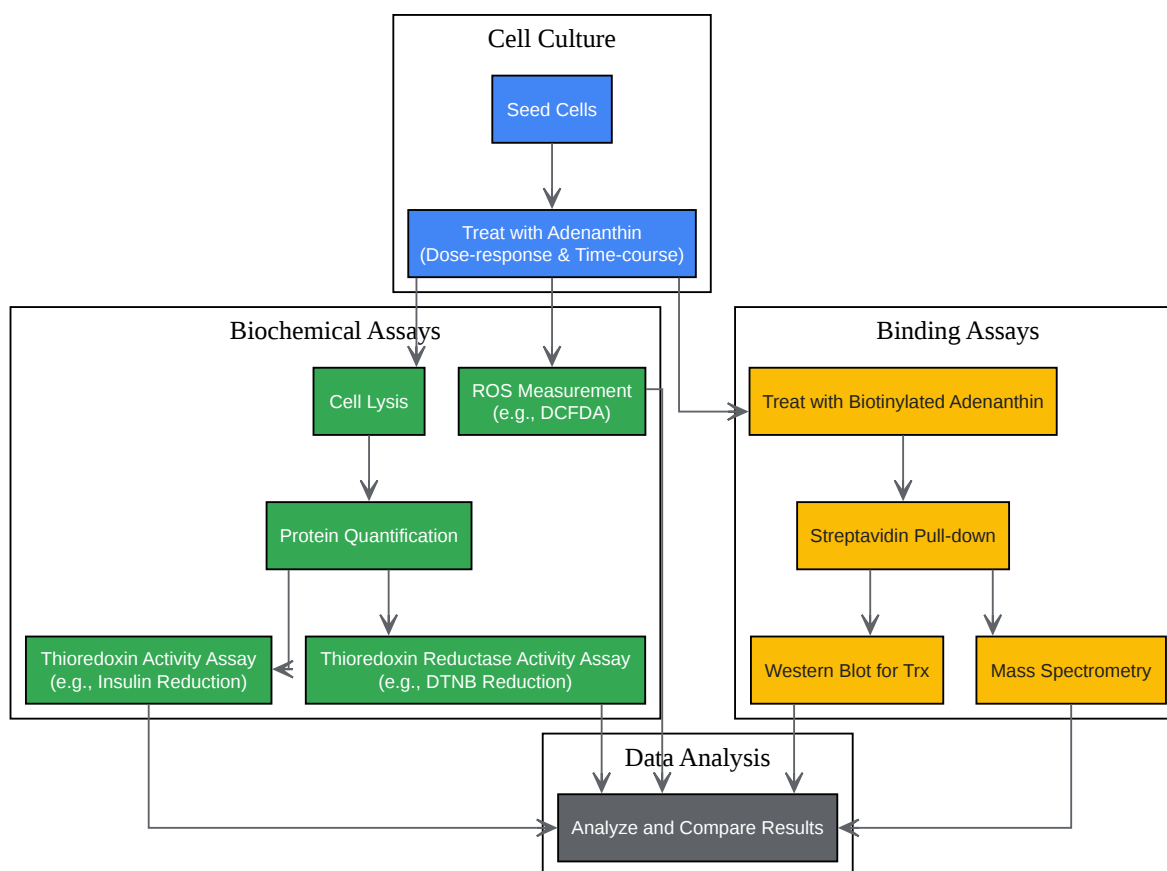 Cell Culture
Seed Cells
Treat with Adenanthin
(Dose-response & Time-course)
Biochemical Assays
Cell Lysis
ROS Measurement
(e.g., DCFDA)
Protein Quantification
Thioredoxin Activity Assay
(e.g., Insulin Reduction)
Thioredoxin Reductase Activity Assay
(e.g., DTNB Reduction)
Binding Assays
Treat with Biotinylated Adenanthin
Streptavidin Pull-down
Western Blot for Trx
Mass Spectrometry
Data Analysis
Analyze and Compare Results